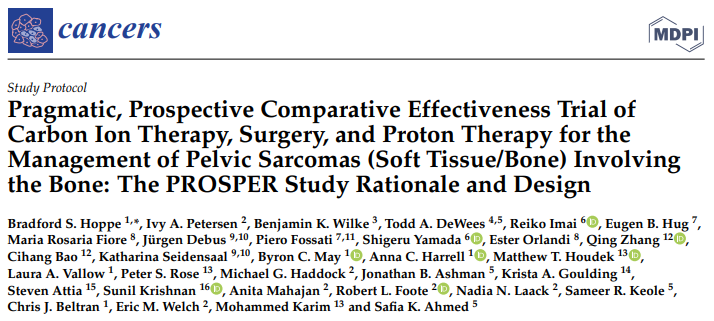 cancers
MDPI
Study Protocol
Pragmatic, Prospective Comparative Effectiveness Trial of
Carbon Ion Therapy, Surgery, and Proton Therapy for the
Management of Pelvic Sarcomas (Soft Tissue/Bone) Involving
the Bone: The PROSPER Study Rationale and Design
Bradford S. Hoppe 1,*, Ivy A. Petersen 2, Benjamin K. Wilke 3, Todd A. DeWees 4,5, Reiko Imai 6, Eugen B. Hug 7,
Maria Rosaria Fiore 8, Jürgen Debus 9,10, Piero Fossati 7,11, Shigeru Yamada 6, Ester Orlandi 8, Qing Zhang 12,
Cihang Bao 12, Katharina Seidensaal 9,10, Byron C. May 1, Anna C. Harrell 1, Matthew T. Houdek 13,
Laura A. Vallow 1, Peter S. Rose 13, Michael G. Haddock 2, Jonathan B. Ashman 5, Krista A. Goulding 14,
Steven Attia 15, Sunil Krishnan 16, Anita Mahajan 2, Robert L. Foote 2, Nadia N. Laack 2, Sameer R. Keole 5,
Chris J. Beltran 1, Eric M. Welch 2, Mohammed Karim 13 and Safia K. Ahmed 5